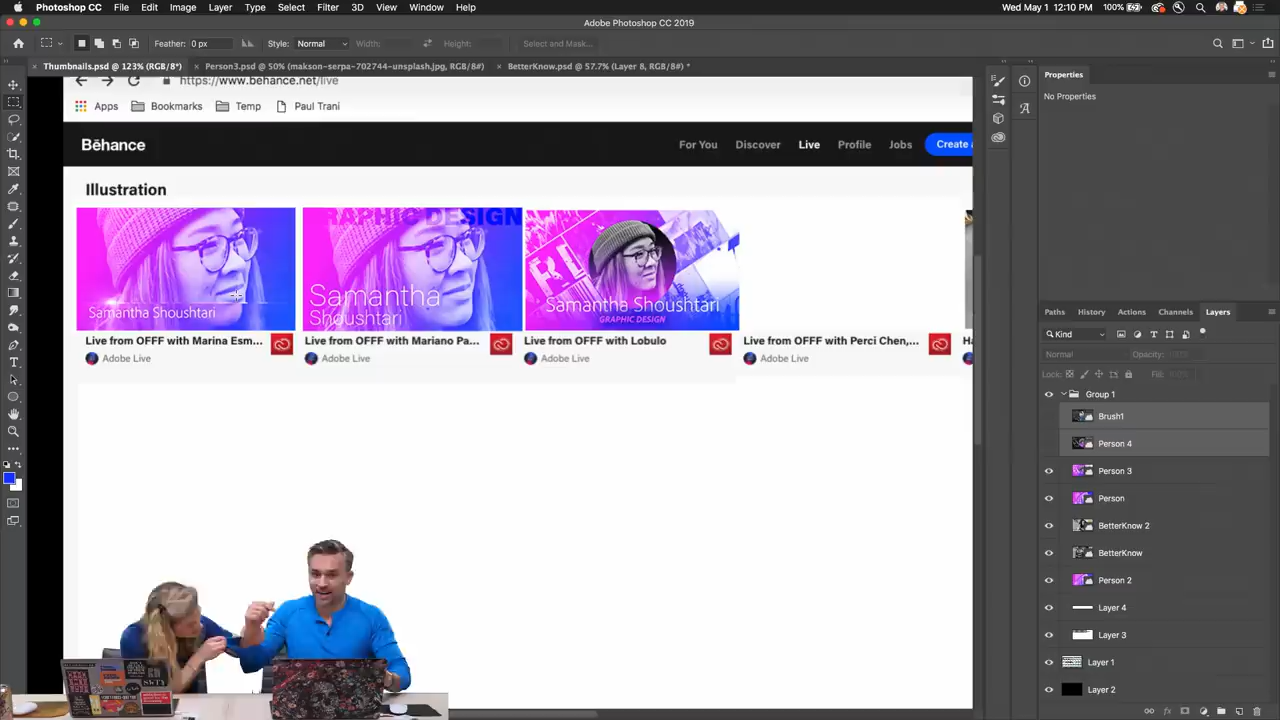 Photoshop CC File Edit Image Layer Type Select Filter 3D View Window Help 100% Wed May 1 12:10 PM
Adobe Photoshop CC 2019
Feather: 0 px Style: Normal Width: Height: Select and Mask...
Thumbnails.psd @ 123% (RGB/8*) Person3.psd @ 50% (makson-serpa-702744-unsplash.jpg, RGB/8#) BetterKnow.psd @ 57.7% (Layer 8, RGB/8#) *
https://www.behance.net/live
Apps Bookmarks Temp Paul Trani
Bēhance For You Discover Live Profile Jobs Create a
Illustration
GRAPHIC DESIGN
Samantha Shoushtari
Samantha
Shoushtari
Samantha Shoushtari
GRAPHIC DESIGN
Live from OFFF with Marina Esm... Live from OFFF with Mariano Pa... Live from OFFF with Lobulo Live from OFFF with Perci Chen,... Ha
Adobe Live Adobe Live Adobe Live Adobe Live
Properties
No Properties
Paths History Actions Channels Layers
Kind
Normal Opacity: 100%
Lock: Fill: 100%
Group 1
Brush1
Person 4
Person 3
Person
BetterKnow 2
BetterKnow
Person 2
Layer 4
Layer 3
Layer 1
Layer 2